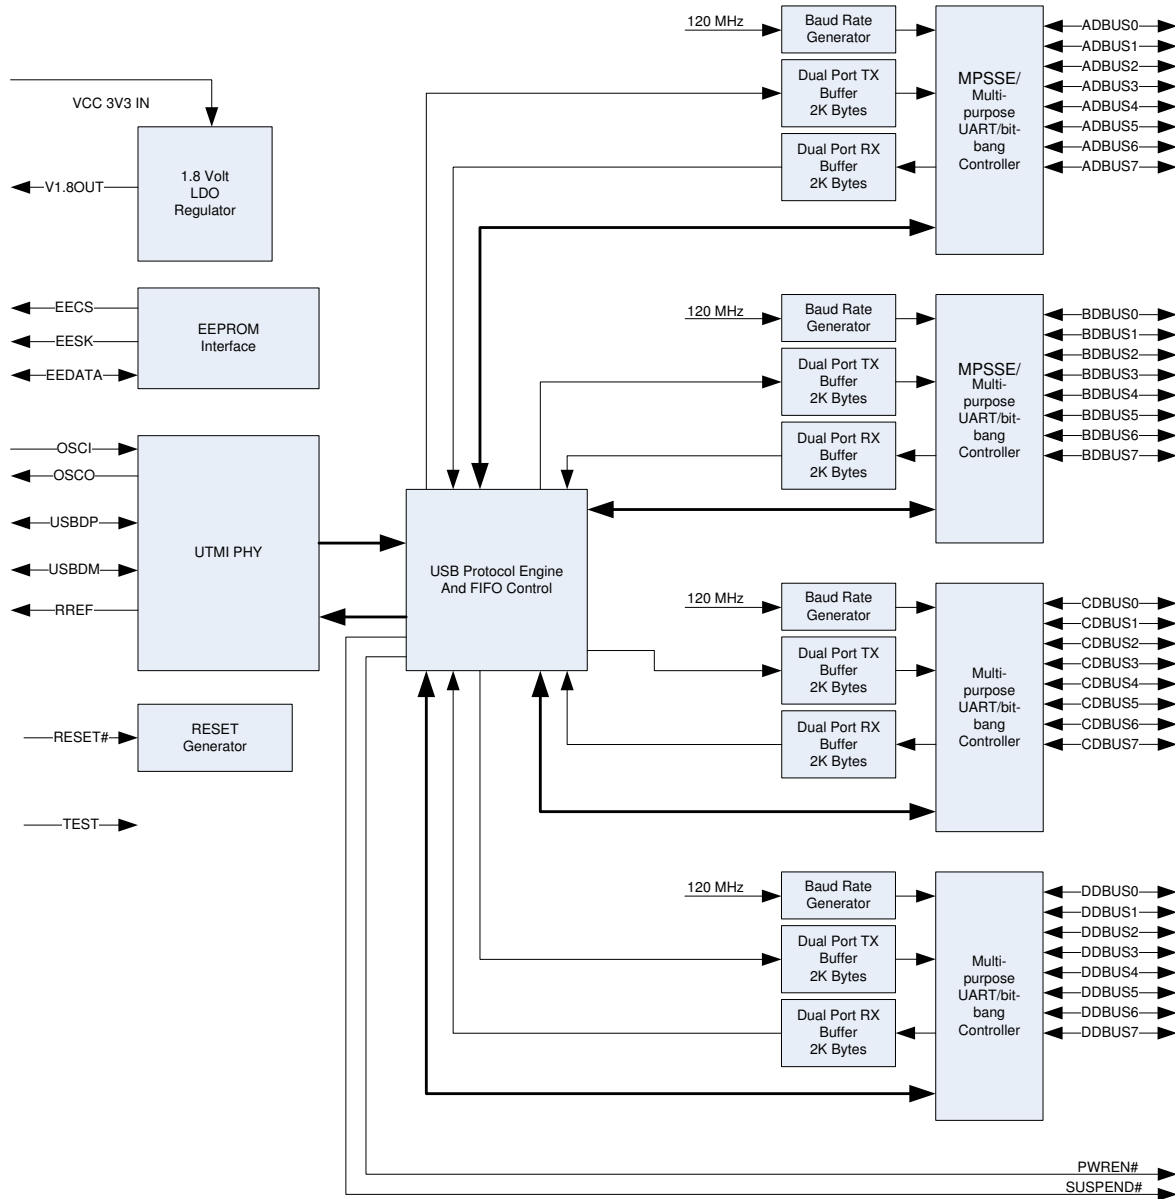 VCC 3V3 IN
1.8 Volt
LDO
Regulator
V1.8OUT
EECS
EESK
EEDATA
EEPROM
Interface
OSCI
OSCO
USBDP
USBDM
RREF
UTMI PHY
RESET#
RESET
Generator
TEST
USB Protocol Engine
And FIFO Control
120 MHz
Baud Rate
Generator
Dual Port TX
Buffer
2K Bytes
Dual Port RX
Buffer
2K Bytes
MPSSE/
Multi-
purpose
UART/bit-
bang
Controller
ADBUS0
ADBUS1
ADBUS2
ADBUS3
ADBUS4
ADBUS5
ADBUS6
ADBUS7
120 MHz
Baud Rate
Generator
Dual Port TX
Buffer
2K Bytes
Dual Port RX
Buffer
2K Bytes
MPSSE/
Multi-
purpose
UART/bit-
bang
Controller
BDBUS0
BDBUS1
BDBUS2
BDBUS3
BDBUS4
BDBUS5
BDBUS6
BDBUS7
120 MHz
Baud Rate
Generator
Dual Port TX
Buffer
2K Bytes
Dual Port RX
Buffer
2K Bytes
Multi-
purpose
UART/bit-
bang
Controller
CDBUS0
CDBUS1
CDBUS2
CDBUS3
CDBUS4
CDBUS5
CDBUS6
CDBUS7
120 MHz
Baud Rate
Generator
Dual Port TX
Buffer
2K Bytes
Dual Port RX
Buffer
2K Bytes
Multi-
purpose
UART/bit-
bang
Controller
DDBUS0
DDBUS1
DDBUS2
DDBUS3
DDBUS4
DDBUS5
DDBUS6
DDBUS7
PWREN#
SUSPEND#